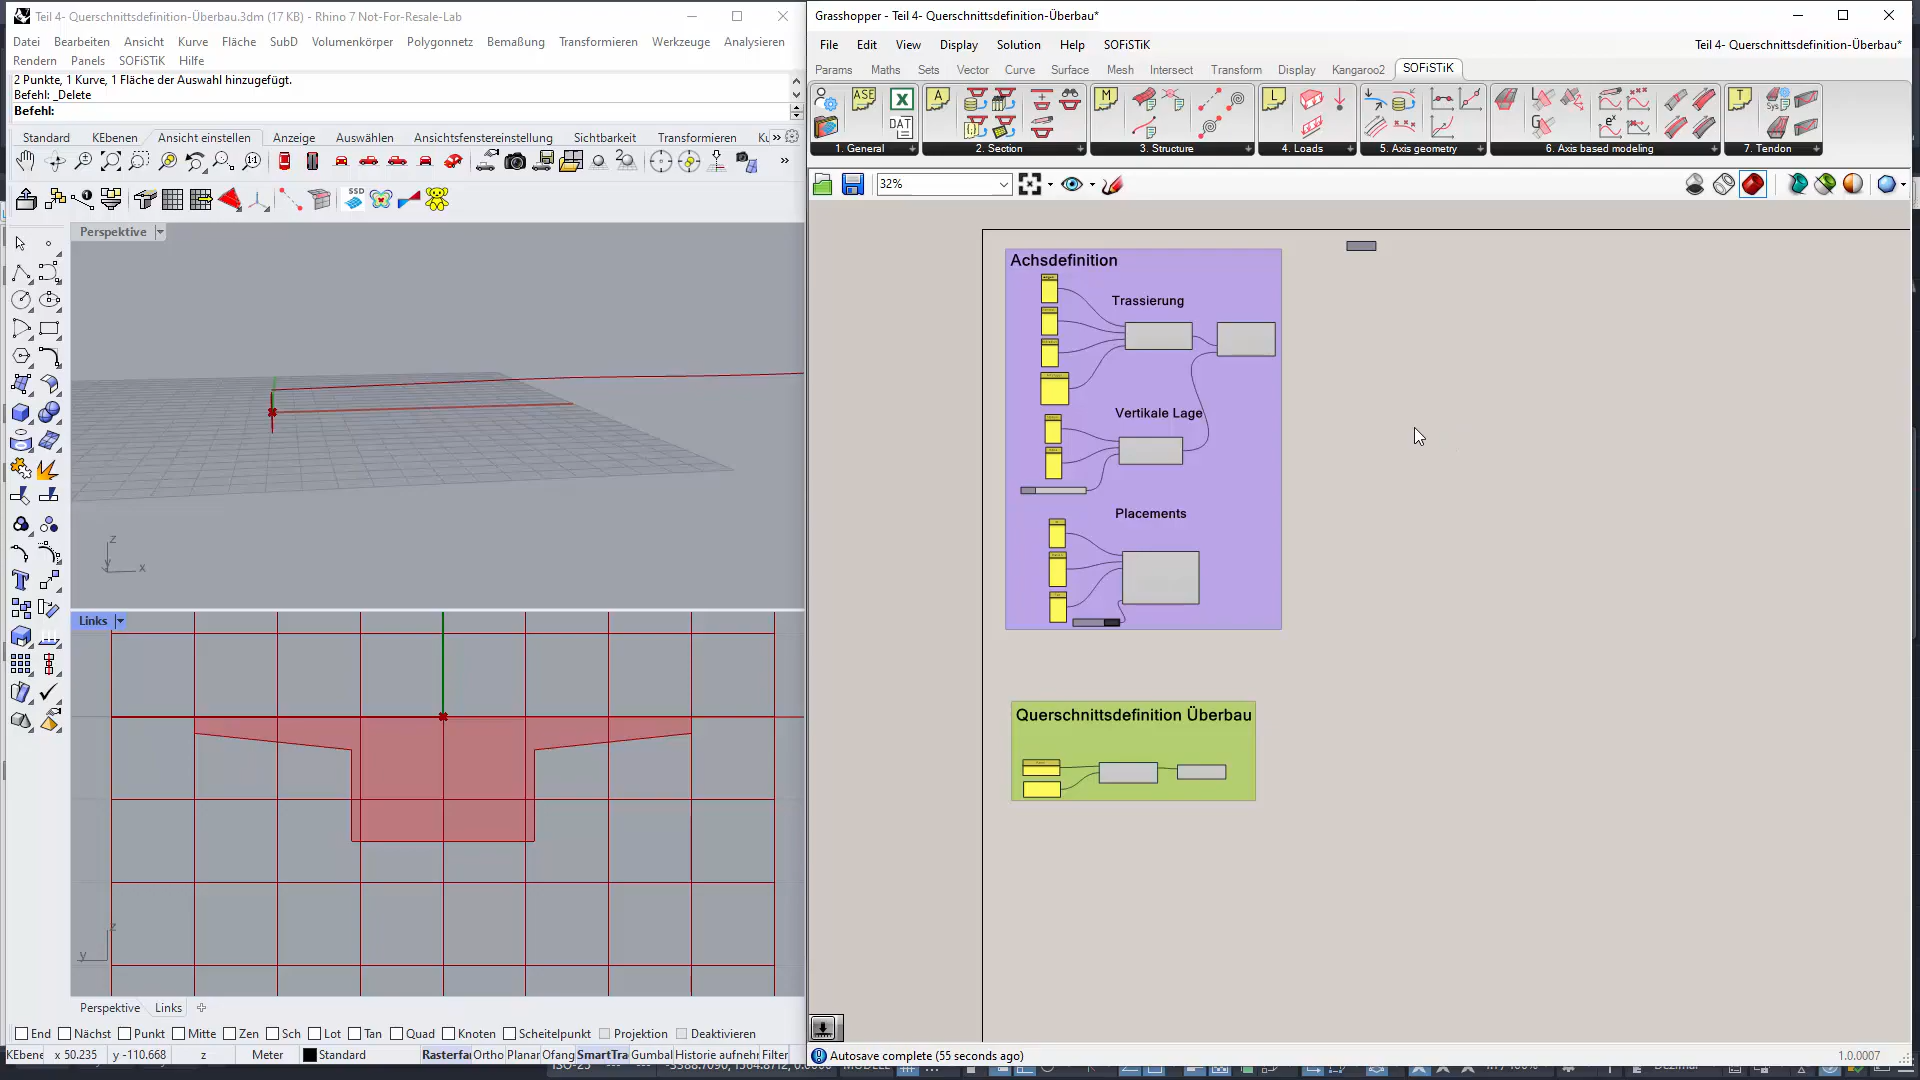 Teil 4- Querschnittsdefinition-Überbau.3dm (17 KB) - Rhino 7 Not-For-Resale-Lab
Datei Bearbeiten Ansicht Kurve Fläche SubD Volumenkörper Polygonnetz Bemaßung Transformieren Werkzeuge Analysieren
Rendern Panels SOFiSTiK Hilfe
2 Punkte, 1 Kurve, 1 Fläche der Auswahl hinzugefügt.
Befehl: _Delete
Befehl:
Standard KEbenen Ansicht einstellen Anzeige Auswählen Ansichtsfenstereinstellung Sichtbarkeit Transformieren Ku
SSD
Perspektive
z
x
Links
z
y
Perspektive Links
End Nächst Punkt Mitte Zen Sch Lot Tan Quad Knoten Scheitelpunkt Projektion Deaktivieren
KEbene x 50.235 y -110.668 z Meter Standard Rasterfa Ortho Planar Ofang SmartTra Gumbal Historie aufnehr Filter
Grasshopper - Teil 4- Querschnittsdefinition-Überbau*
File Edit View Display Solution Help SOFiSTiK
Teil 4- Querschnittsdefinition-Überbau*
Params Maths Sets Vector Curve Surface Mesh Intersect Transform Display Kangaroo2 SOFiSTiK
ASE
DAT
A
M
L
T
1. General 2. Section 3. Structure 4. Loads 5. Axis geometry 6. Axis based modeling 7. Tendon
32%
Achsdefinition
Trassierung
Vertikale Lage
Placements
Querschnittsdefinition Überbau
Autosave complete (55 seconds ago)
1.0.0007